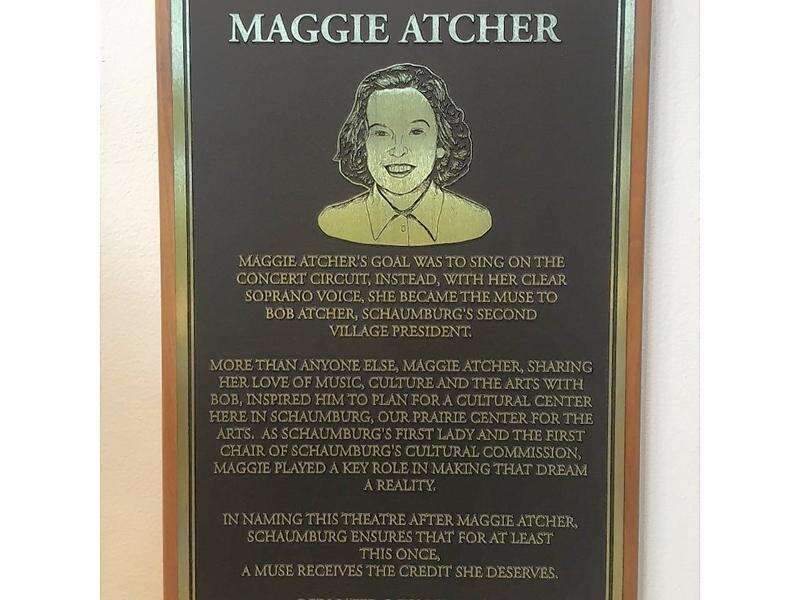 MAGGIE ATCHER
MAGGIE ATCHER'S GOAL WAS TO SING ON THE
CONCERT CIRCUIT, INSTEAD, WITH HER CLEAR
SOPRANO VOICE, SHE BECAME THE MUSE TO
BOB ATCHER, SCHAUMBURG'S SECOND
VILLAGE PRESIDENT.
MORE THAN ANYONE ELSE, MAGGIE ATCHER, SHARING
HER LOVE OF MUSIC, CULTURE AND THE ARTS WITH
BOB, INSPIRED HIM TO PLAN FOR A CULTURAL CENTER
HERE IN SCHAUMBURG, OUR PRAIRIE CENTER FOR THE
ARTS. AS SCHAUMBURG'S FIRST LADY AND THE FIRST
CHAIR OF SCHAUMBURG'S CULTURAL COMMISSION,
MAGGIE PLAYED A KEY ROLE IN MAKING THAT DREAM
A REALITY.
IN NAMING THIS THEATRE AFTER MAGGIE ATCHER,
SCHAUMBURG ENSURES THAT FOR AT LEAST
THIS ONCE,
A MUSE RECEIVES THE CREDIT SHE DESERVES.